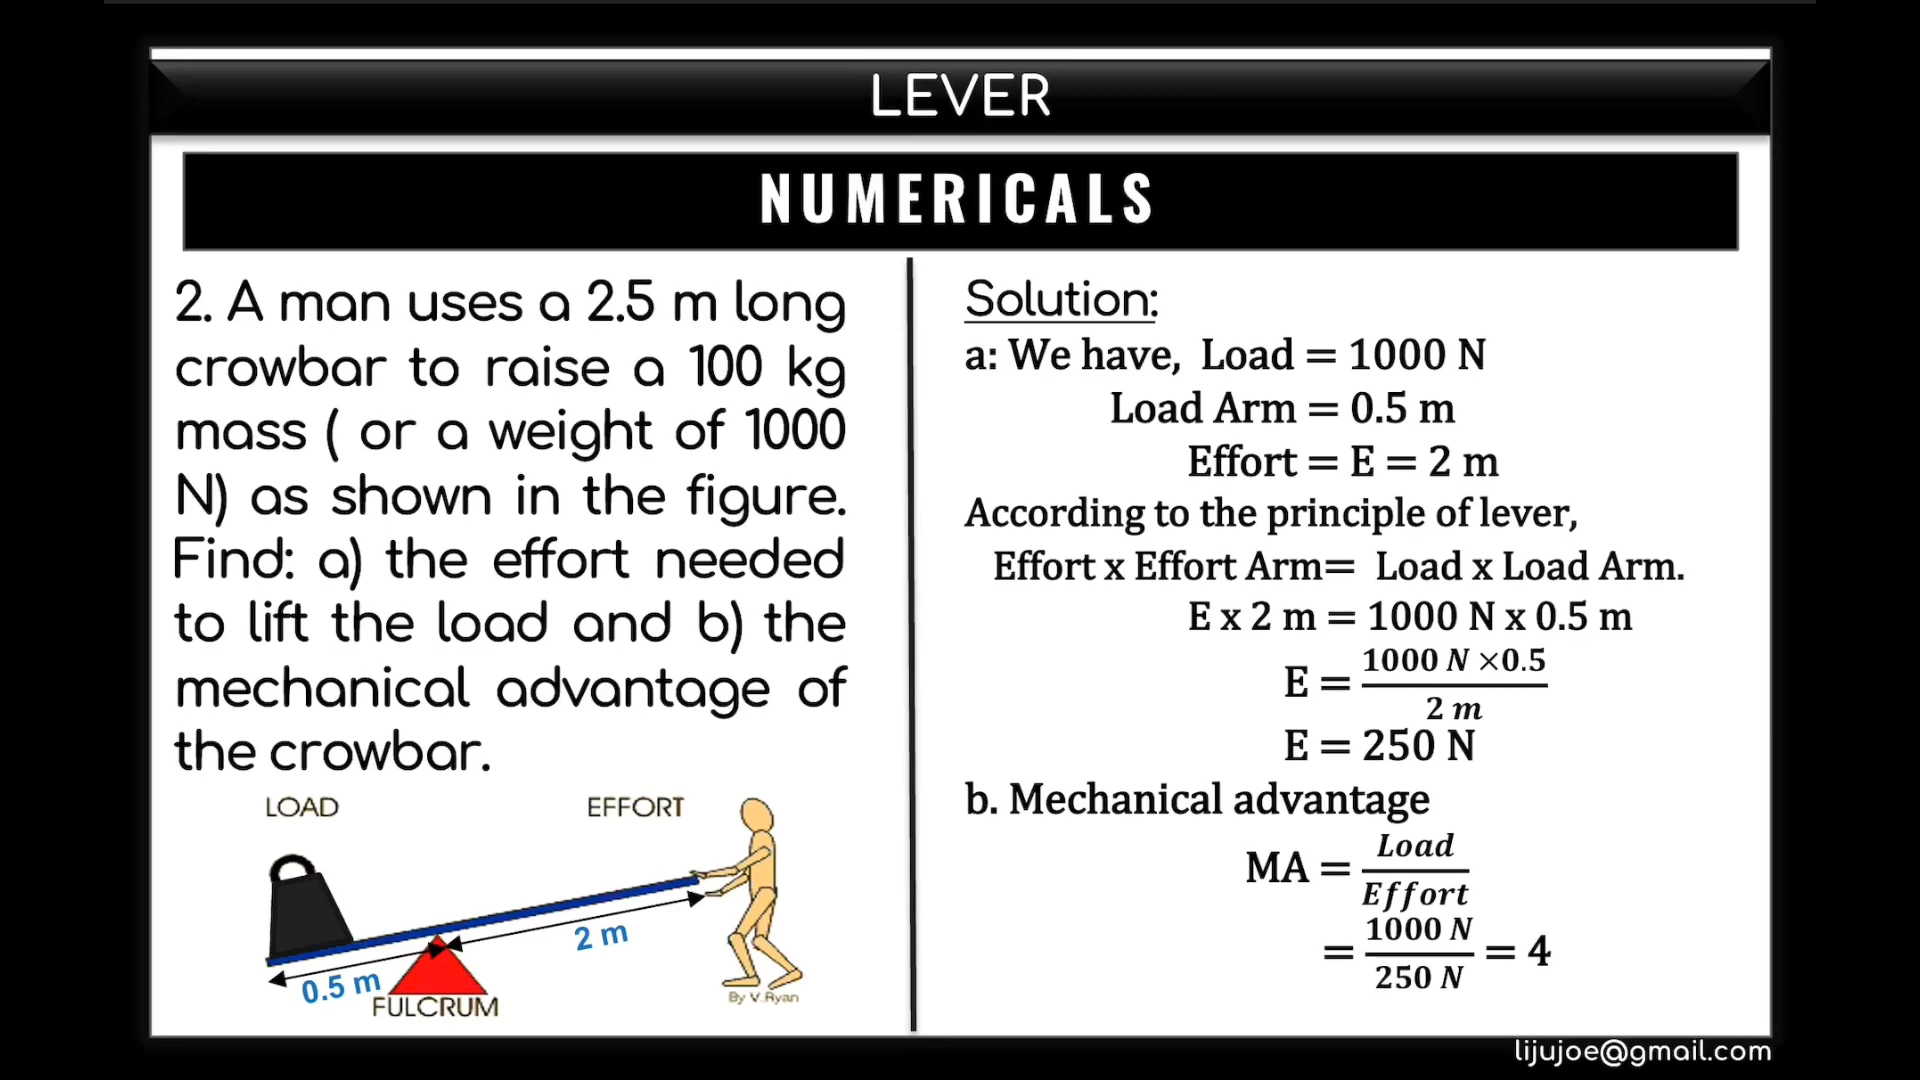 LEVER
NUMERICALS
2. A man uses a 2.5 m long
crowbar to raise a 100 kg
mass ( or a weight of 1000
N) as shown in the figure.
Find: a) the effort needed
to lift the load and b) the
mechanical advantage of
the crowbar.
LOAD
EFFORT
2 m
0.5 m
FULCRUM
By V.Ryan
Solution:
a: We have, Load = 1000 N
Load Arm = 0.5 m
Effort = E = 2 m
According to the principle of lever,
Effort x Effort Arm= Load x Load Arm.
E x 2 m = 1000 N x 0.5 m
E = 1000 N ×0.5 / 2 m
E = 250 N
b. Mechanical advantage
MA = Load / Effort
= 1000 N / 250 N = 4
lijujoe@gmail.com